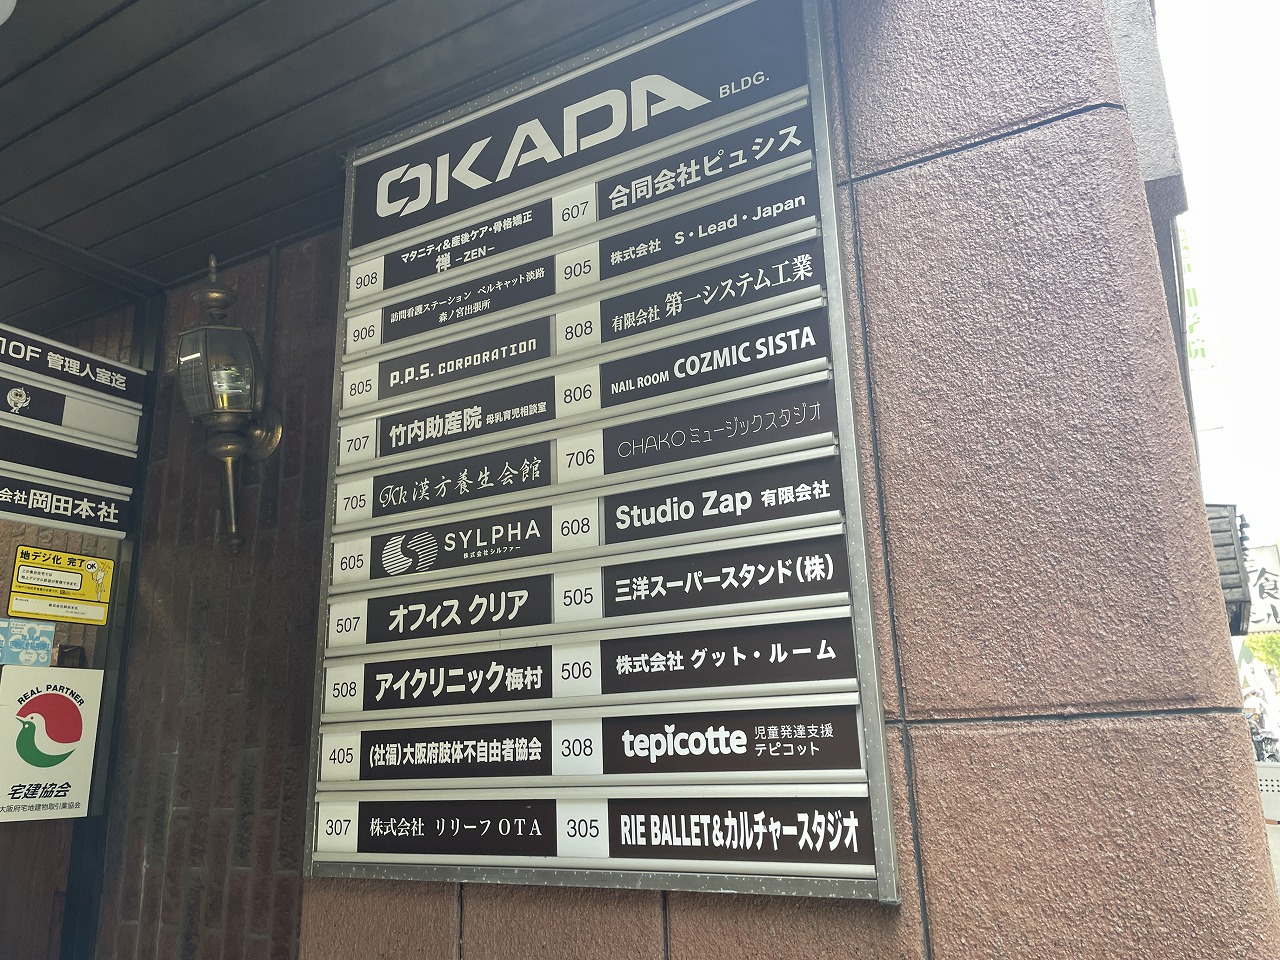 OKADA BLDG.
908 マタニティ&産後ケア・骨格矯正
禅 -ZEN-
607 合同会社ピュシス
906 訪問看護ステーション ベルキャット淡路
森ノ宮出張所
905 株式会社 S・Lead・Japan
805 P.P.S. CORPORATION
808 有限会社 第一システム工業
707 竹内助産院 母乳育児相談室
806 NAIL ROOM COZMIC SISTA
705 Kh 漢方養生会館
706 CHAKO ミュージックスタジオ
605 SYLPHA
株式会社シルファー
608 Studio Zap 有限会社
507 オフィス クリア
505 三洋スーパースタンド(株)
508 アイクリニック梅村
506 株式会社 グット・ルーム
405 (社福)大阪府肢体不自由者協会
308 tepicotte 児童発達支援
テピコット
307 株式会社 リリーフOTA
305 RIE BALLET&カルチャースタジオ
10F 管理人室迄
会社 岡田本社
地デジ化 完了
OK
REAL PARTNER
宅建協会
大阪府宅地建物取引業協会
食